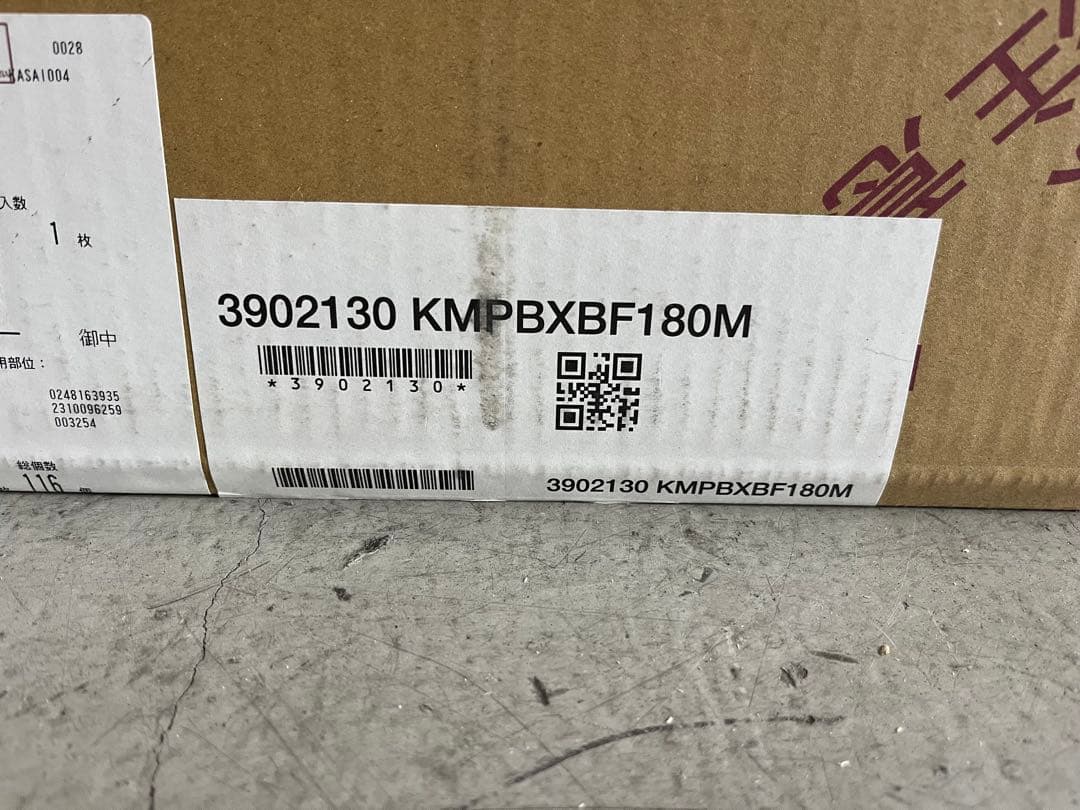 0028
ASA1004
入数
1 枚
御中
用部位：
0248163935
2310096259
003254
総個数
116
3902130 KMPBXBF180M
*3902130*
3902130 KMPBXBF180M